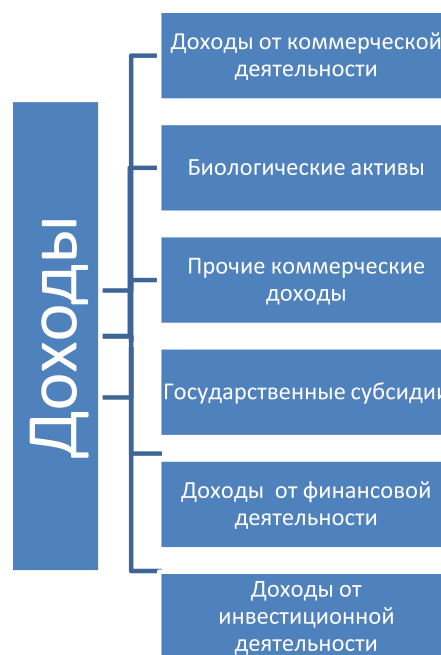 Доходы
Доходы от коммерческой
деятельности
Биологические активы
Прочие коммерческие
доходы
Государственные субсидии
Доходы от финансовой
деятельности
Доходы от
инвестиционной
деятельности